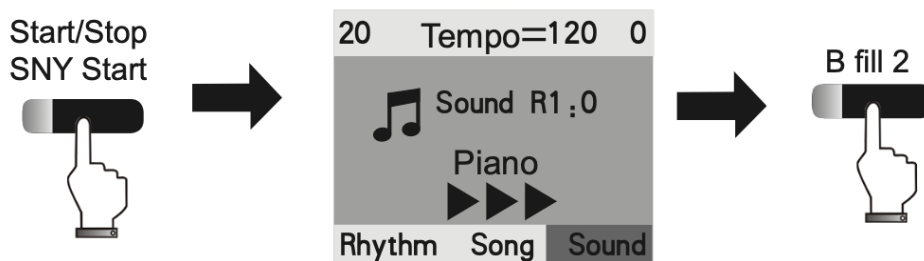 Start/Stop
SNY Start
20 Tempo=120 0
Sound R1:0
Piano
Rhythm Song Sound
B fill 2